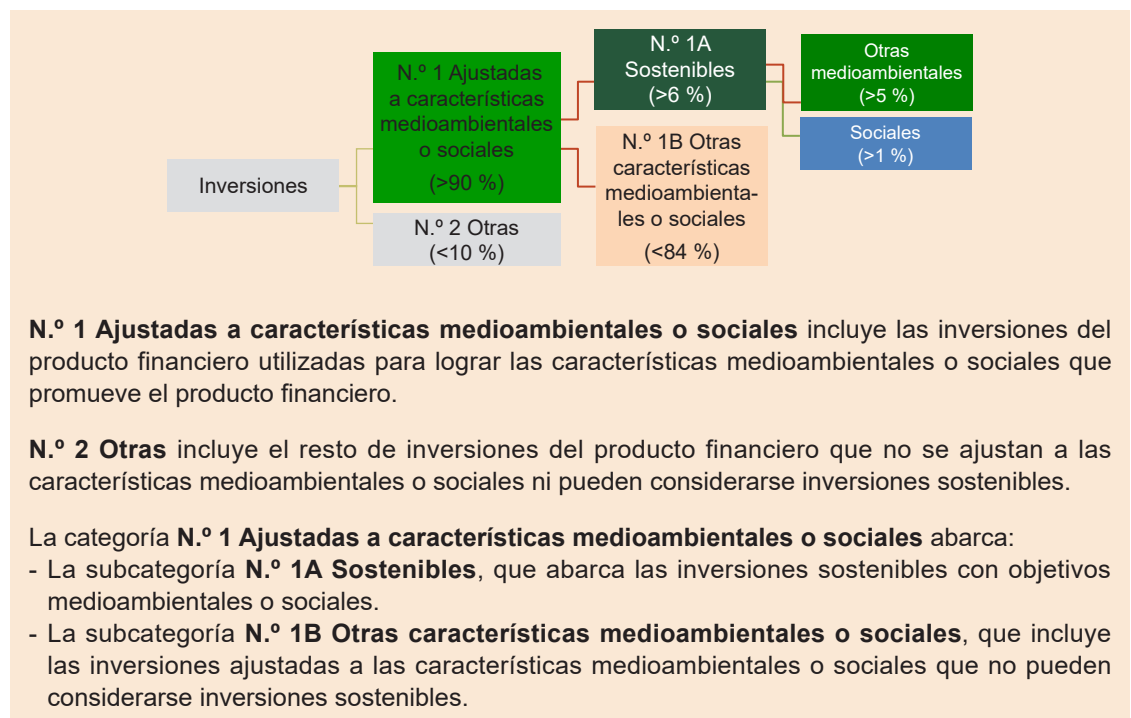 Inversiones
N.º 1 Ajustadas
a características
medioambientales
o sociales
(>90 %)
N.º 2 Otras
(<10 %)
N.º 1A
Sostenibles
(>6 %)
N.º 1B Otras
características
medioambienta-
les o sociales
(<84 %)
Otras
medioambientales
(>5 %)
Sociales
(>1 %)
N.º 1 Ajustadas a características medioambientales o sociales incluye las inversiones del
producto financiero utilizadas para lograr las características medioambientales o sociales que
promueve el producto financiero.
N.º 2 Otras incluye el resto de inversiones del producto financiero que no se ajustan a las
características medioambientales o sociales ni pueden considerarse inversiones sostenibles.
La categoría N.º 1 Ajustadas a características medioambientales o sociales abarca:
- La subcategoría N.º 1A Sostenibles, que abarca las inversiones sostenibles con objetivos
medioambientales o sociales.
- La subcategoría N.º 1B Otras características medioambientales o sociales, que incluye
las inversiones ajustadas a las características medioambientales o sociales que no pueden
considerarse inversiones sostenibles.